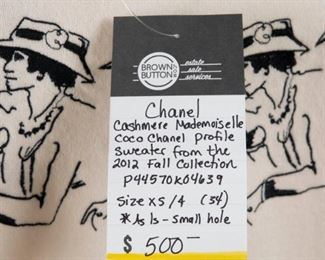 BROWN
BUTTON
estate
sale
services
Chanel
Cashmere Mademoiselle
Coco Chanel profile
sweater from the
2012 Fall Collection
P44570K04639
Size XS/4 (34)
*As Is - small hole
$ 500—